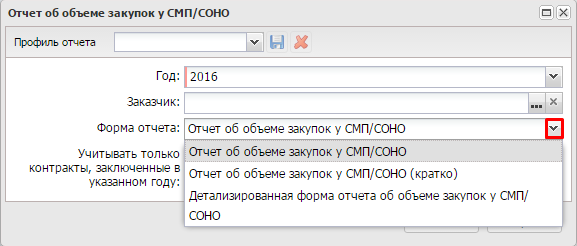 Отчет об объеме закупок у СМП/СОНО
Профиль отчета
Год: 2016
Заказчик:
Форма отчета: Отчет об объеме закупок у СМП/СОНО
Учитывать только
контракты, заключенные в
указанном году:
Отчет об объеме закупок у СМП/СОНО
Отчет об объеме закупок у СМП/СОНО (кратко)
Детализированная форма отчета об объеме закупок у СМП/
СОНО